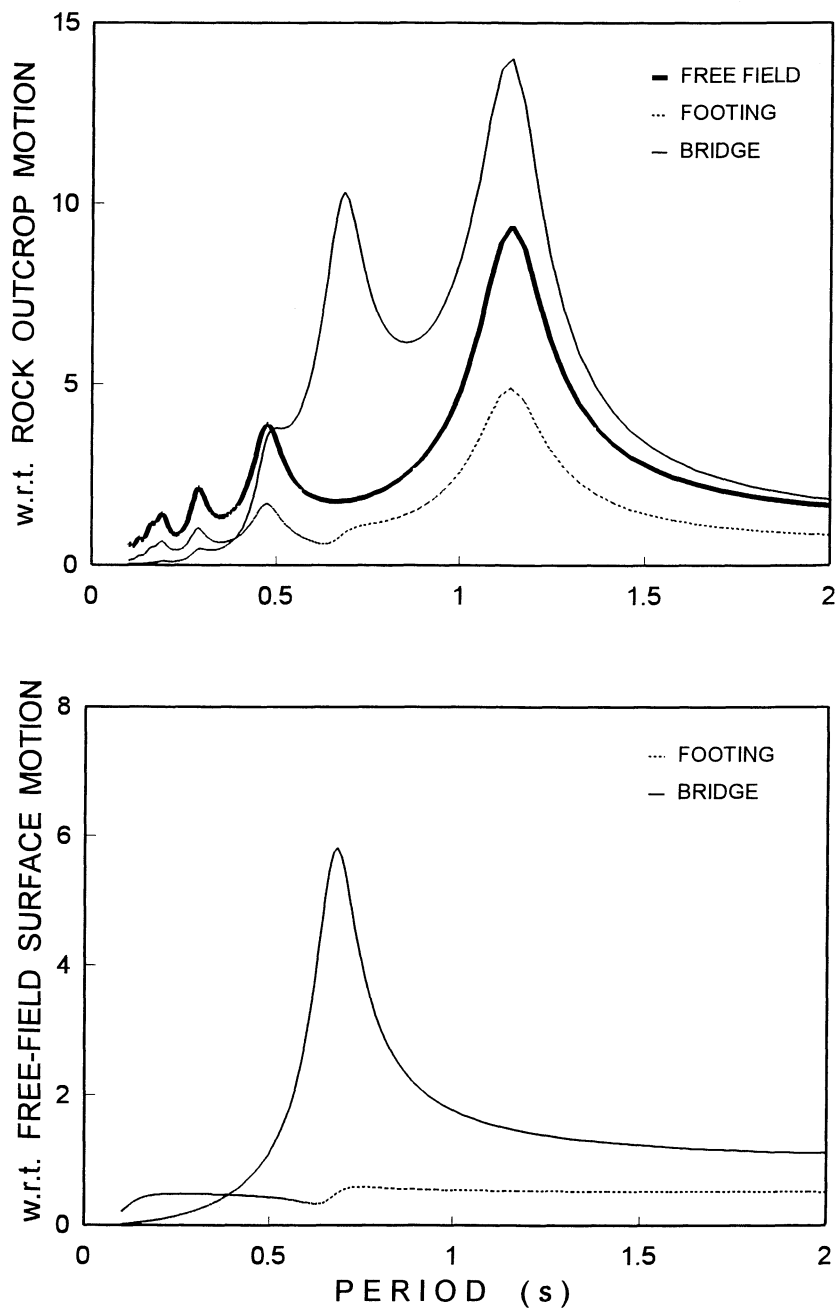 w.r.t. ROCK OUTCROP MOTION
15
10
5
0
FREE FIELD
FOOTING
BRIDGE
0
0.5
1
1.5
2
w.r.t. FREE-FIELD SURFACE MOTION
8
6
4
2
0
FOOTING
BRIDGE
0
0.5
1
1.5
2
PERIOD (s)